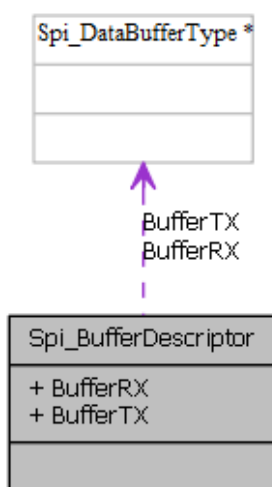 Spi_DataBufferType *
BufferTX
BufferRX
Spi_BufferDescriptor
+ BufferRX
+ BufferTX